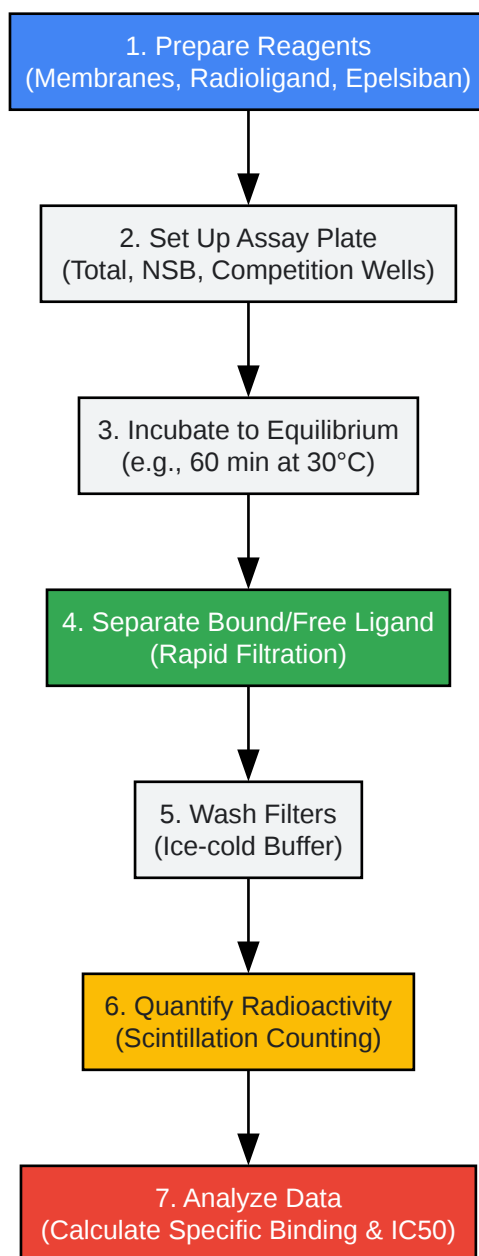 1. Prepare Reagents
(Membranes, Radioligand, Epelsiban)
2. Set Up Assay Plate
(Total, NSB, Competition Wells)
3. Incubate to Equilibrium
(e.g., 60 min at 30°C)
4. Separate Bound/Free Ligand
(Rapid Filtration)
5. Wash Filters
(Ice-cold Buffer)
6. Quantify Radioactivity
(Scintillation Counting)
7. Analyze Data
(Calculate Specific Binding & IC50)